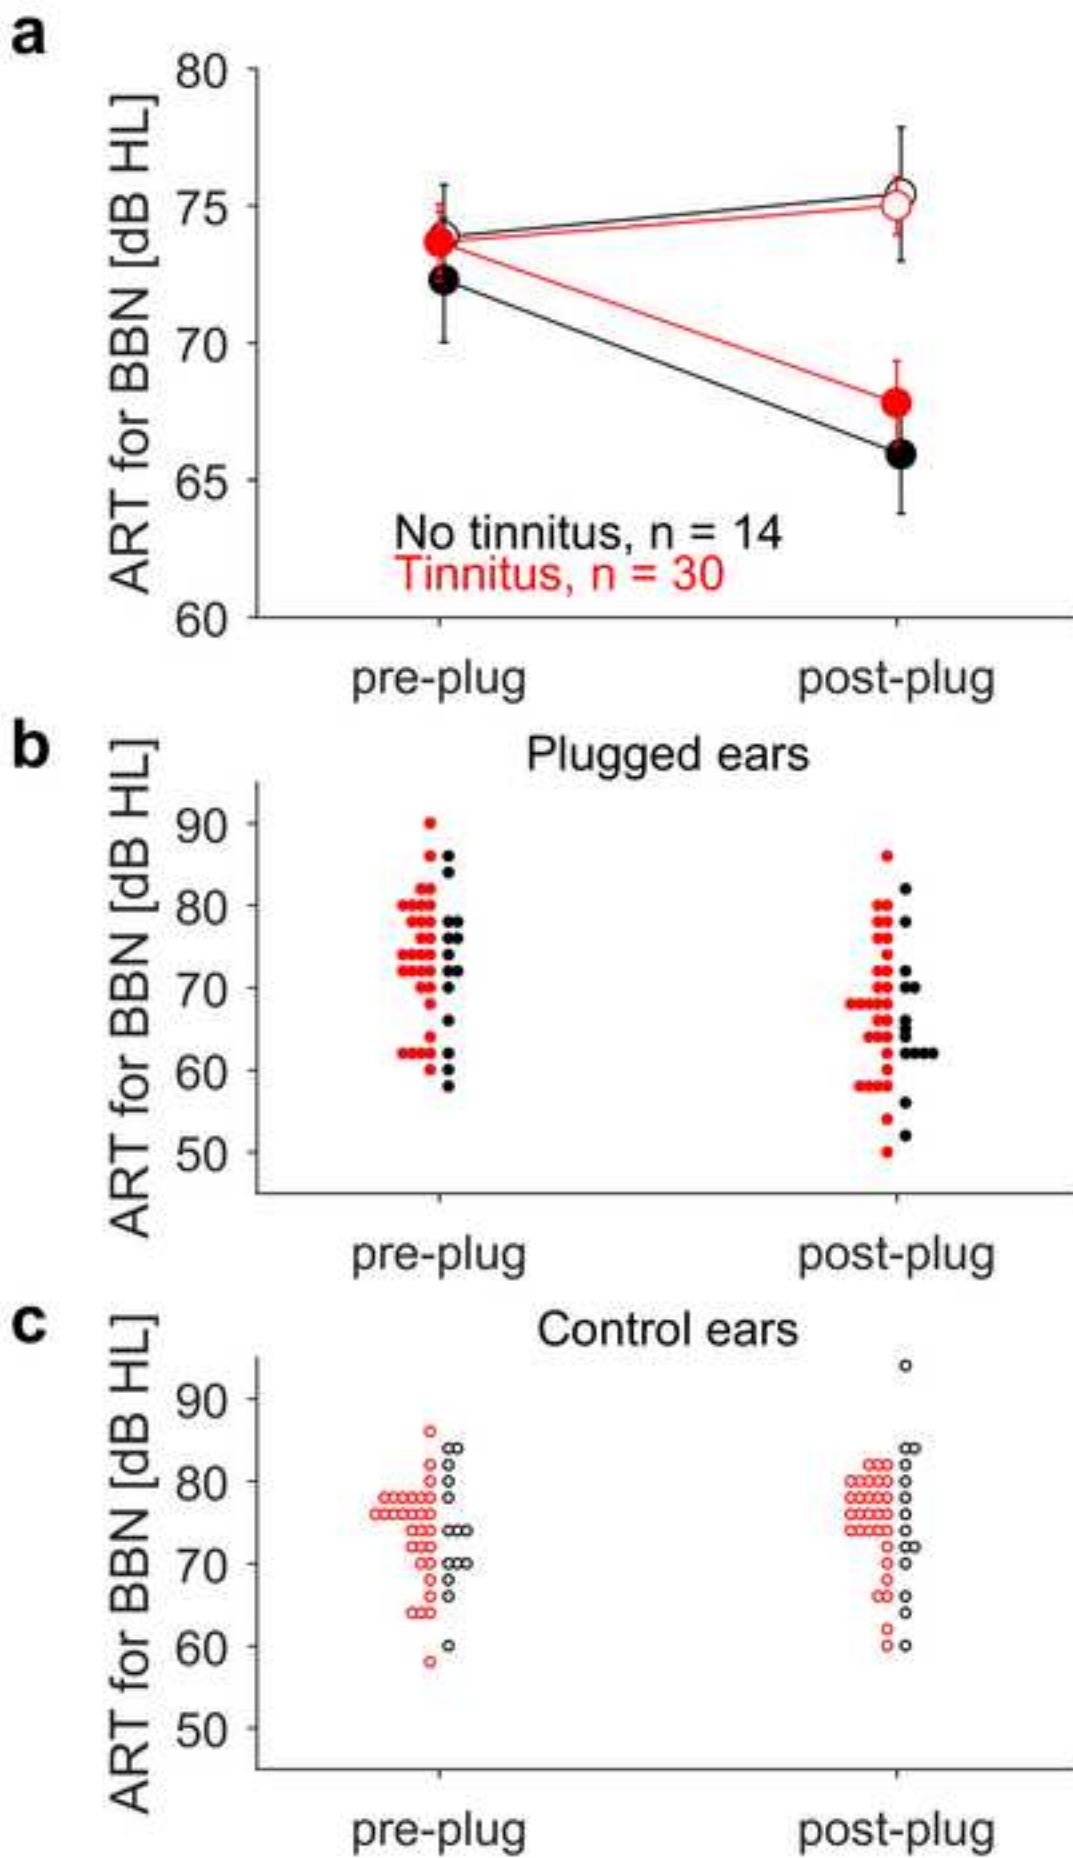 a
ART for BBN [dB HL]
80
75
70
65
60
No tinnitus, n = 14
Tinnitus, n = 30
pre-plug post-plug
b
Plugged ears
ART for BBN [dB HL]
90
80
70
60
50
pre-plug post-plug
c
Control ears
ART for BBN [dB HL]
90
80
70
60
50
pre-plug post-plug